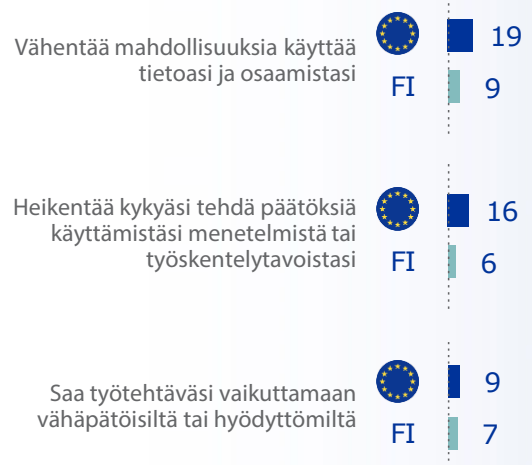 Vähentää mahdollisuuksia käyttää
tietoasi ja osaamistasi
19
FI 9
Heikentää kykyäsi tehdä päätöksiä
käyttämistäsi menetelmistä tai
työskentelytavoistasi
16
FI 6
Saa työtehtäväsi vaikuttamaan
vähäpätöisiltä tai hyödyttömiltä
9
FI 7